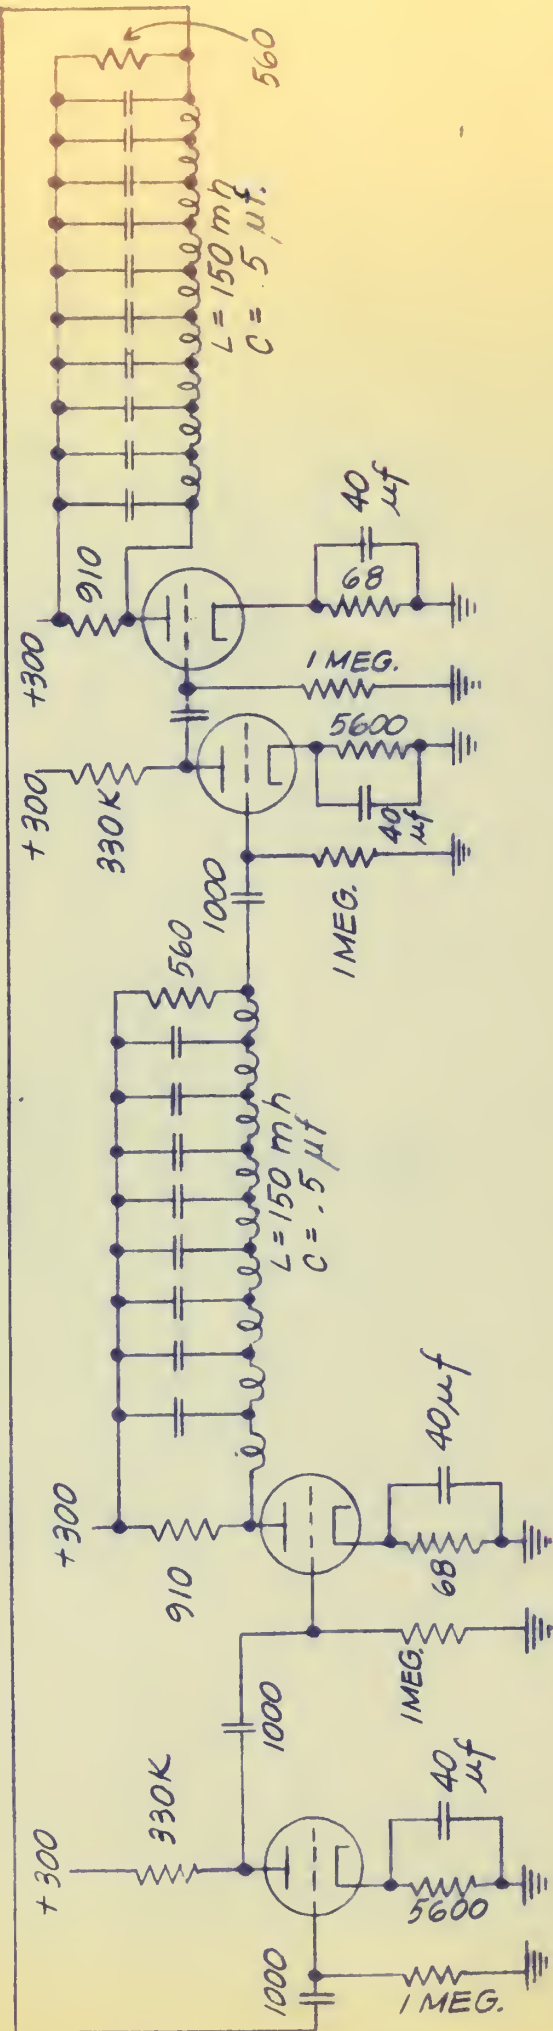 560
L = 150 mh
C = .5 µf.
910
+300
40
µf
68
1 MEG.
+300
330K
5600
40
µf
1000
1 MEG.
560
L = 150 mh
C = .5 µf
+300
910
40 µf
68
1000
1 MEG.
330K
+300
40
µf
5600
1000
1 MEG.